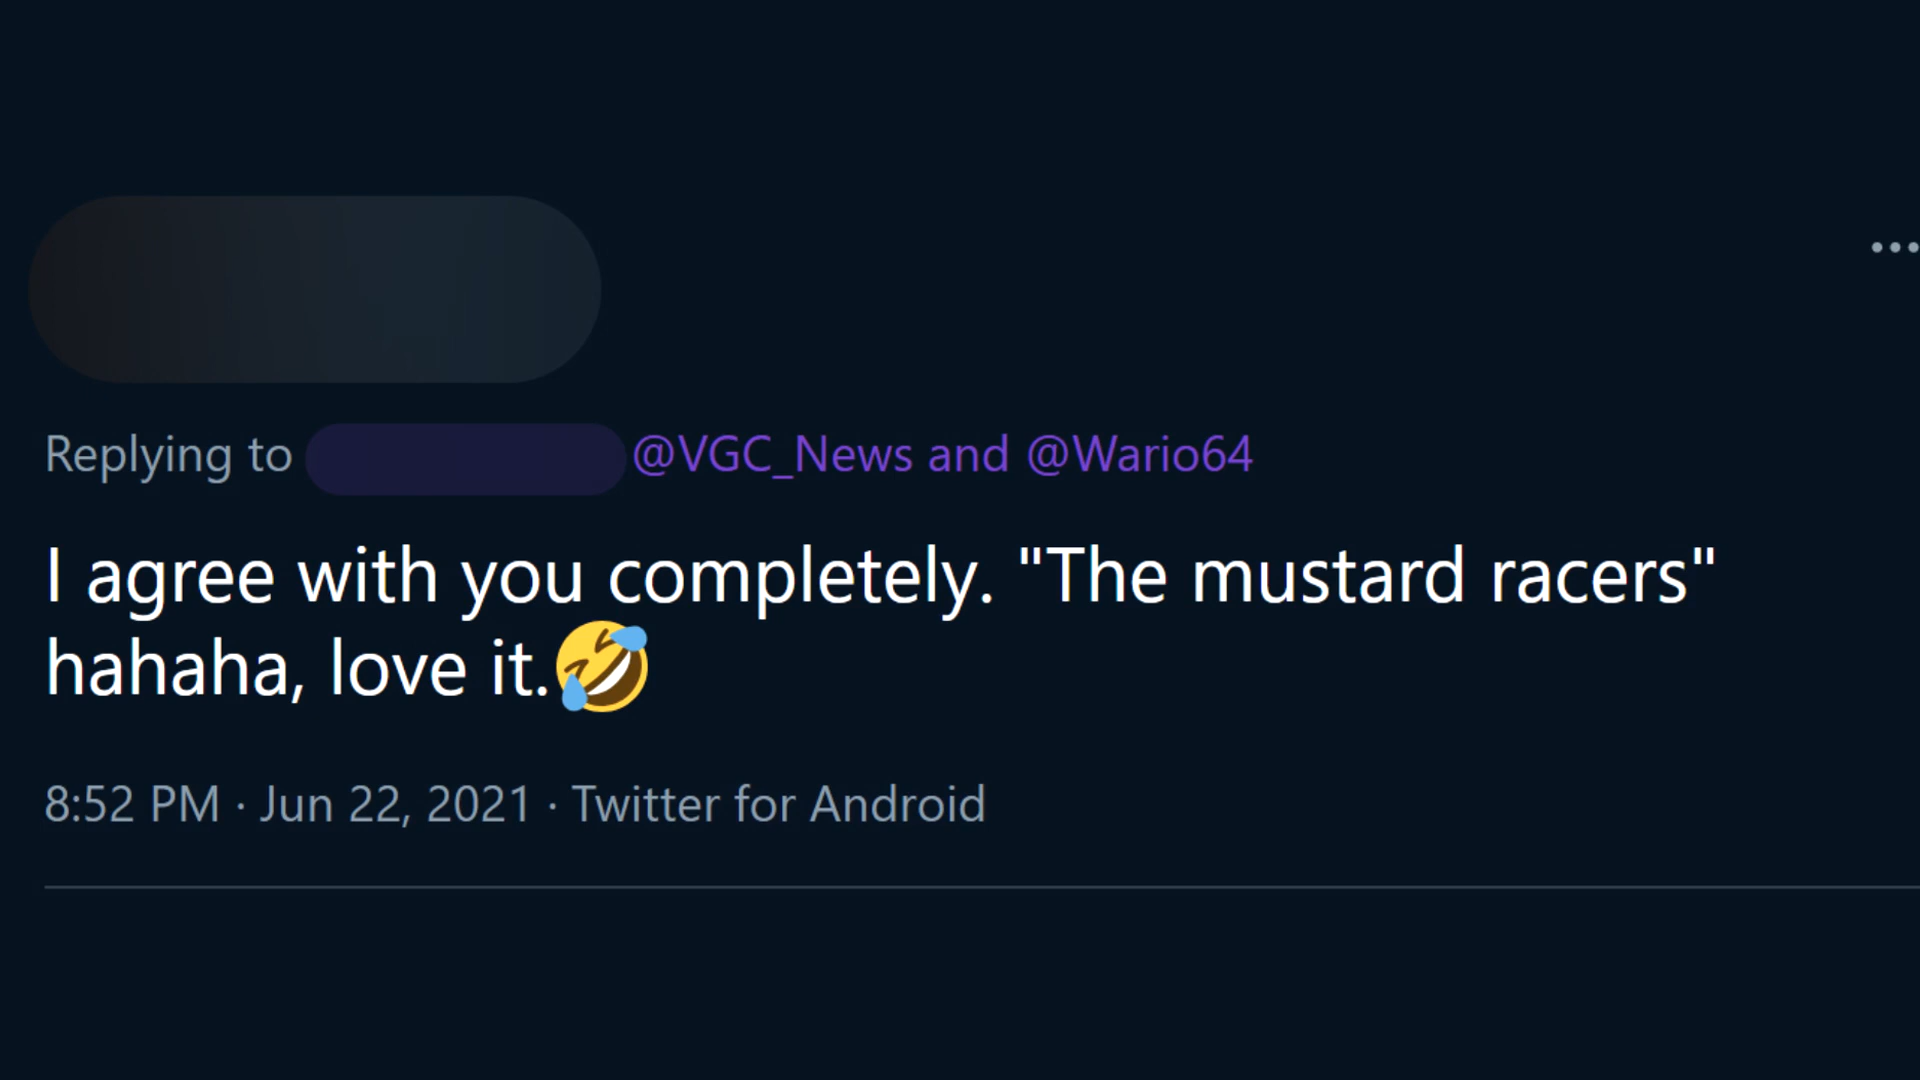 Replying to @VGC_News and @Wario64
I agree with you completely. "The mustard racers"
hahaha, love it.🤣
8:52 PM · Jun 22, 2021 · Twitter for Android